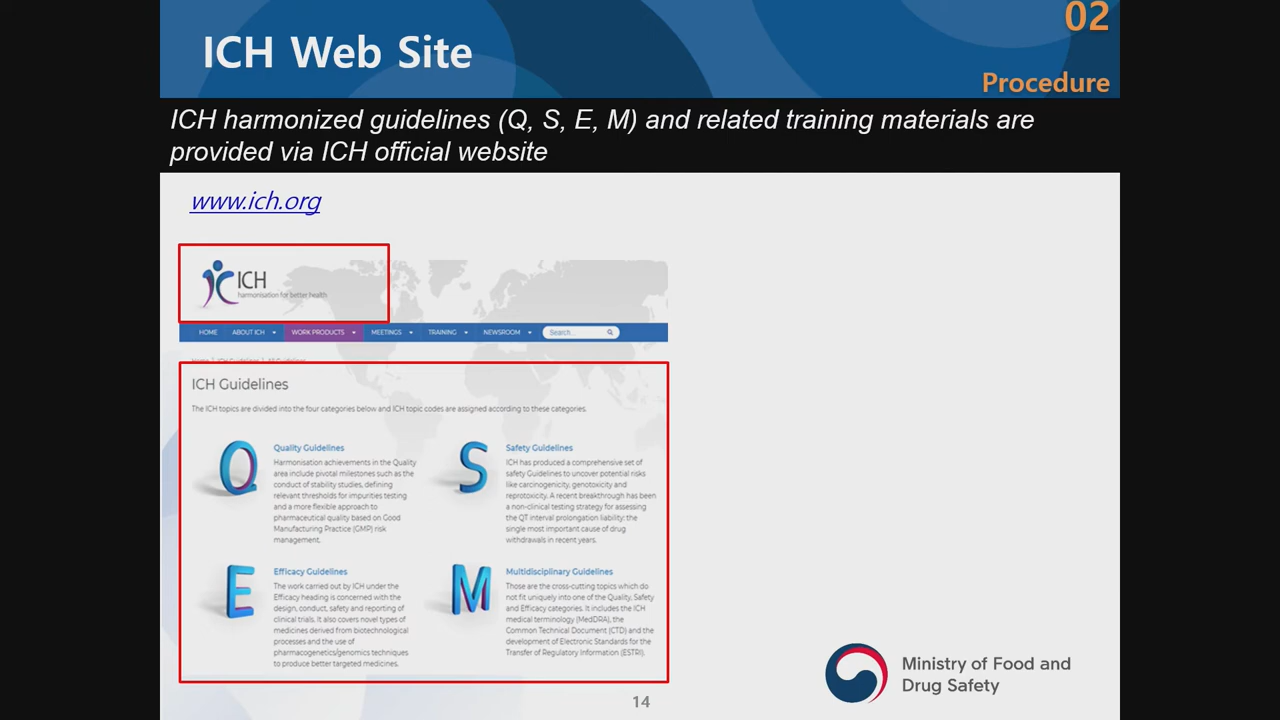 ICH Web Site
02
Procedure
ICH harmonized guidelines (Q, S, E, M) and related training materials are
provided via ICH official website
www.ich.org
ICH
harmonisation for better health
HOME ABOUT ICH WORK PRODUCTS MEETINGS TRAINING NEWSROOM Search
ICH Guidelines
The ICH topics are divided into the four categories below and ICH topic codes are assigned according to these categories.
Q
Quality Guidelines
Harmonisation achievements in the Quality
area include pivotal milestones such as the
conduct of stability studies, defining
relevant thresholds for impurities testing
and a more flexible approach to
pharmaceutical quality based on Good
Manufacturing Practice (GMP) risk
management.
S
Safety Guidelines
ICH has produced a comprehensive set of
safety Guidelines to uncover potential risks
like carcinogenicity, genotoxicity and
reprotoxicity. A recent breakthrough has been
a non-clinical testing strategy for assessing
the QT interval prolongation liability: the
single most important cause of drug
withdrawals in recent years.
E
Efficacy Guidelines
The work carried out by ICH under the
Efficacy heading is concerned with the
design, conduct, safety and reporting of
clinical trials. It also covers novel types of
medicines derived from biotechnological
processes and the use of
pharmacogenetics/genomics techniques
to produce better targeted medicines.
M
Multidisciplinary Guidelines
Those are the cross-cutting topics which do
not fit uniquely into one of the Quality, Safety
and Efficacy categories. It includes the ICH
medical terminology (MedDRA), the
Common Technical Document (CTD) and the
development of Electronic Standards for the
Transfer of Regulatory Information (ESTRI).
Ministry of Food and
Drug Safety
14